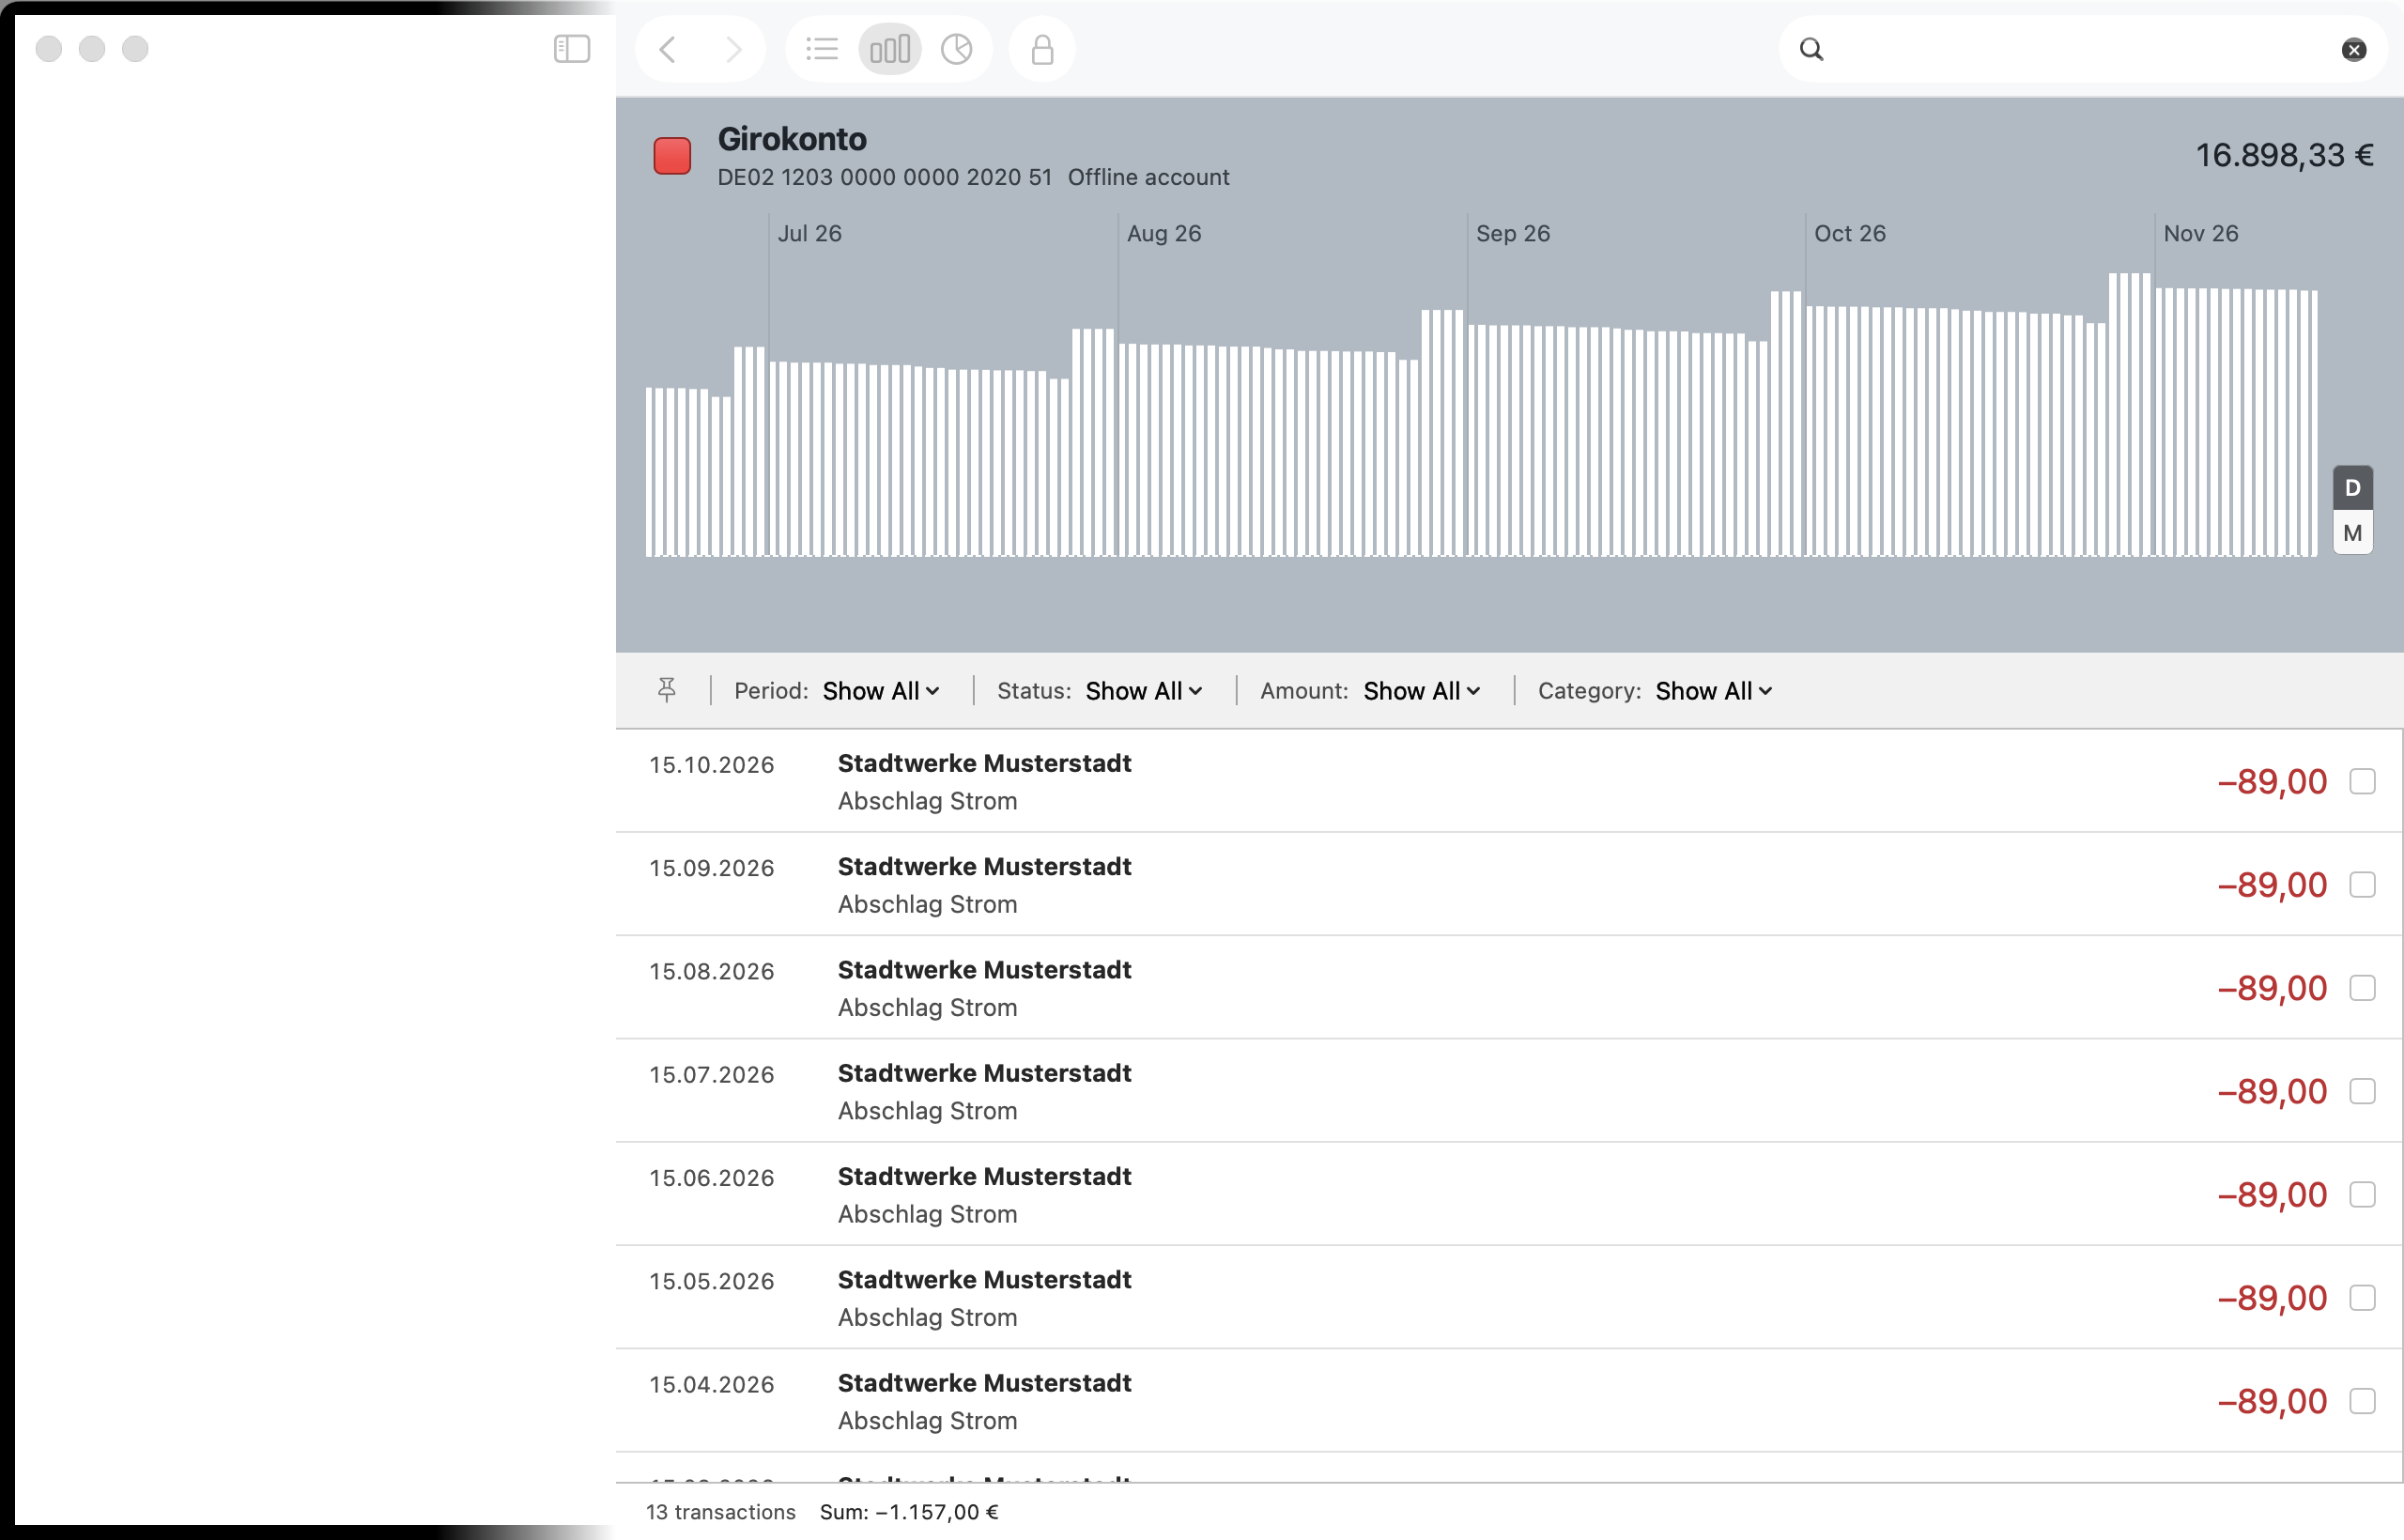 Girokonto
16.898,33 €
DE02 1203 0000 0000 2020 51 Offline account
Jul 26 Aug 26 Sep 26 Oct 26 Nov 26
D
M
Period: Show All Status: Show All Amount: Show All Category: Show All
15.10.2026 Stadtwerke Musterstadt
Abschlag Strom
–89,00
15.09.2026 Stadtwerke Musterstadt
Abschlag Strom
–89,00
15.08.2026 Stadtwerke Musterstadt
Abschlag Strom
–89,00
15.07.2026 Stadtwerke Musterstadt
Abschlag Strom
–89,00
15.06.2026 Stadtwerke Musterstadt
Abschlag Strom
–89,00
15.05.2026 Stadtwerke Musterstadt
Abschlag Strom
–89,00
15.04.2026 Stadtwerke Musterstadt
Abschlag Strom
–89,00
13 transactions Sum: –1.157,00 €